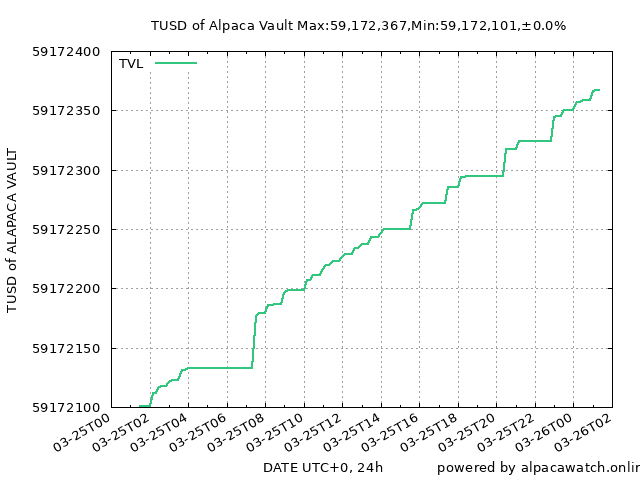 TUSD of Alpaca Vault Max:59,172,367,Min:59,172,101,±0.0%
TVL
TUSD of ALAPACA VAULT
59172400
59172350
59172300
59172250
59172200
59172150
59172100
03-25T00
03-25T02
03-25T04
03-25T06
03-25T08
03-25T10
03-25T12
03-25T14
03-25T16
03-25T18
03-25T20
03-25T22
03-26T00
03-26T02
DATE UTC+0, 24h
powered by alpacawatch.onlin